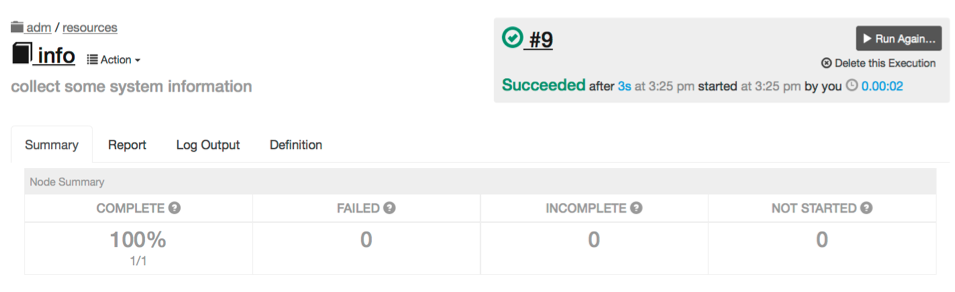 adm / resources
info Action
collect some system information
#9
Run Again...
Delete this Execution
Succeeded after 3s at 3:25 pm started at 3:25 pm by you 0.00:02
Summary Report Log Output Definition
Node Summary
COMPLETE FAILED INCOMPLETE NOT STARTED
100% 0 0 0
1/1